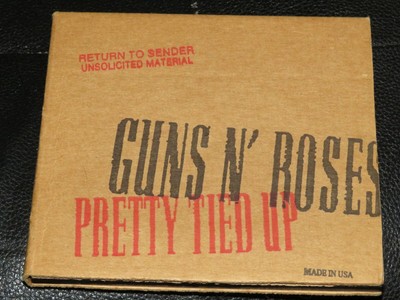 RETURN TO SENDER
UNSOLICITED MATERIAL
GUNS N' ROSES
PRETTY TIED UP
MADE IN USA